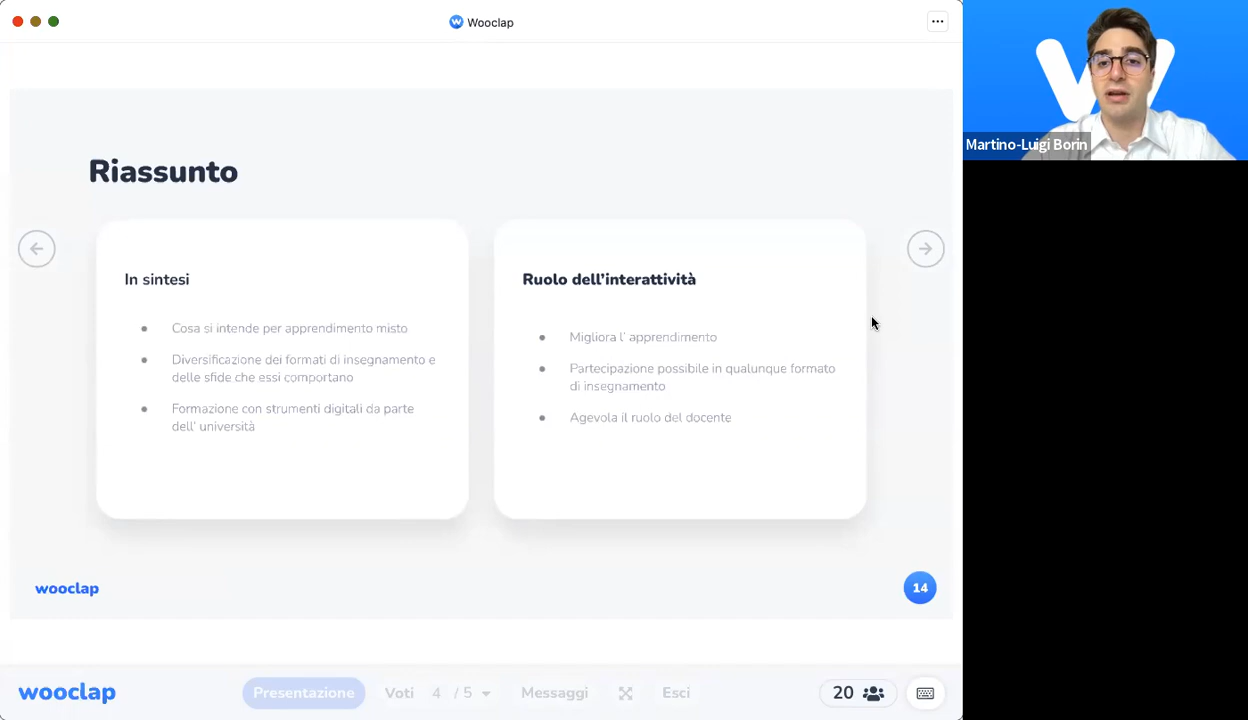 Wooclap
Martino-Luigi Borin
Riassunto
In sintesi
Cosa si intende per apprendimento misto
Diversificazione dei formati di insegnamento e
delle sfide che essi comportano
Formazione con strumenti digitali da parte
dell' università
Ruolo dell'interattività
Migliora l' apprendimento
Partecipazione possibile in qualunque formato
di insegnamento
Agevola il ruolo del docente
wooclap
14
wooclap
Presentazione
Voti 4 / 5
Messaggi
Esci
20